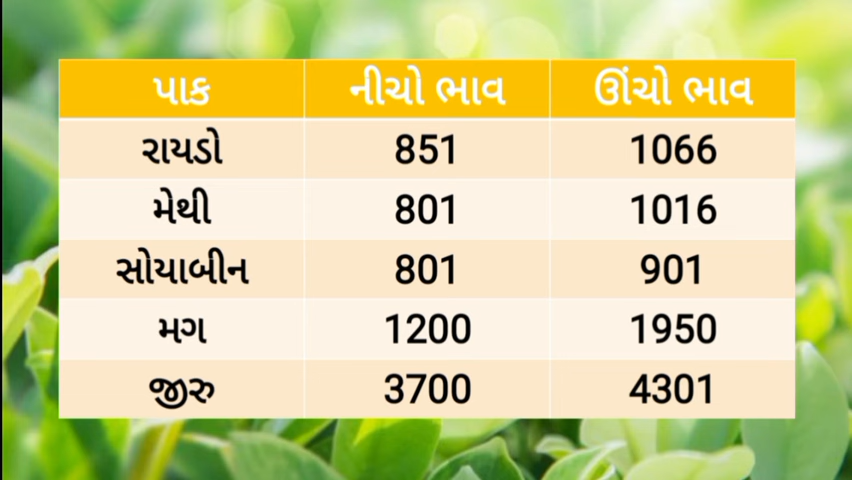 પાક નીચો ભાવ ઊંચો ભાવ
રાયડો 851 1066
મેથી 801 1016
સોયાબીન 801 901
મગ 1200 1950
જીરુ 3700 4301